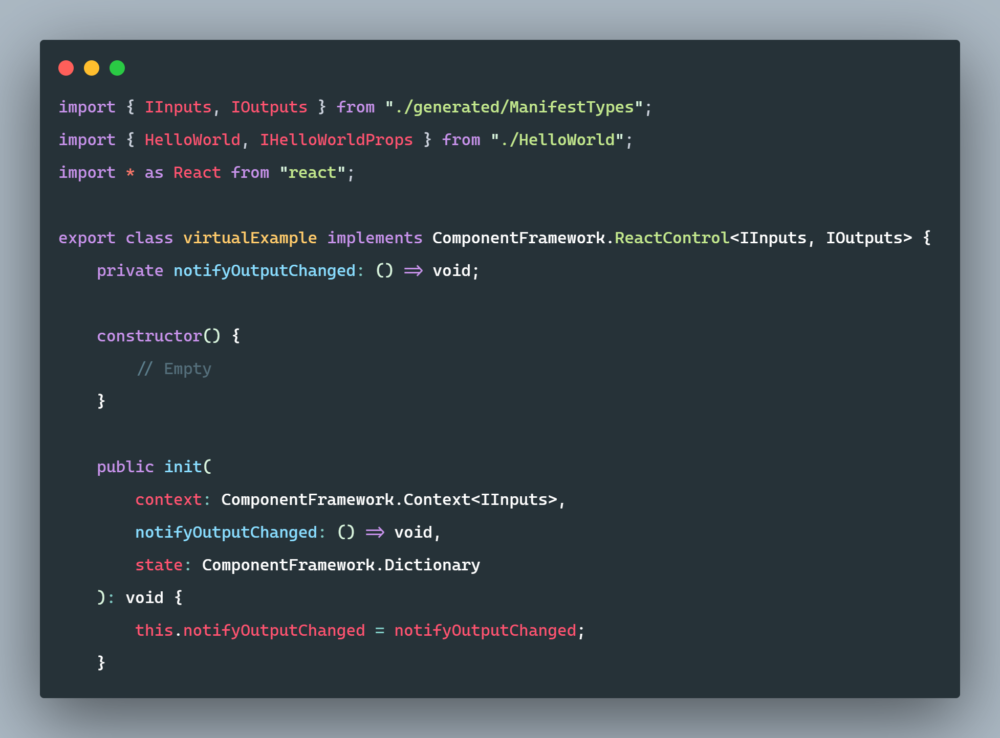 import { IInputs, IOutputs } from "./generated/ManifestTypes";
import { HelloWorld, IHelloWorldProps } from "./HelloWorld";
import * as React from "react";

export class virtualExample implements ComponentFramework.ReactControl<IInputs, IOutputs> {
    private notifyOutputChanged: () => void;

    constructor() {
        // Empty
    }

    public init(
        context: ComponentFramework.Context<IInputs>,
        notifyOutputChanged: () => void,
        state: ComponentFramework.Dictionary
    ): void {
        this.notifyOutputChanged = notifyOutputChanged;
    }